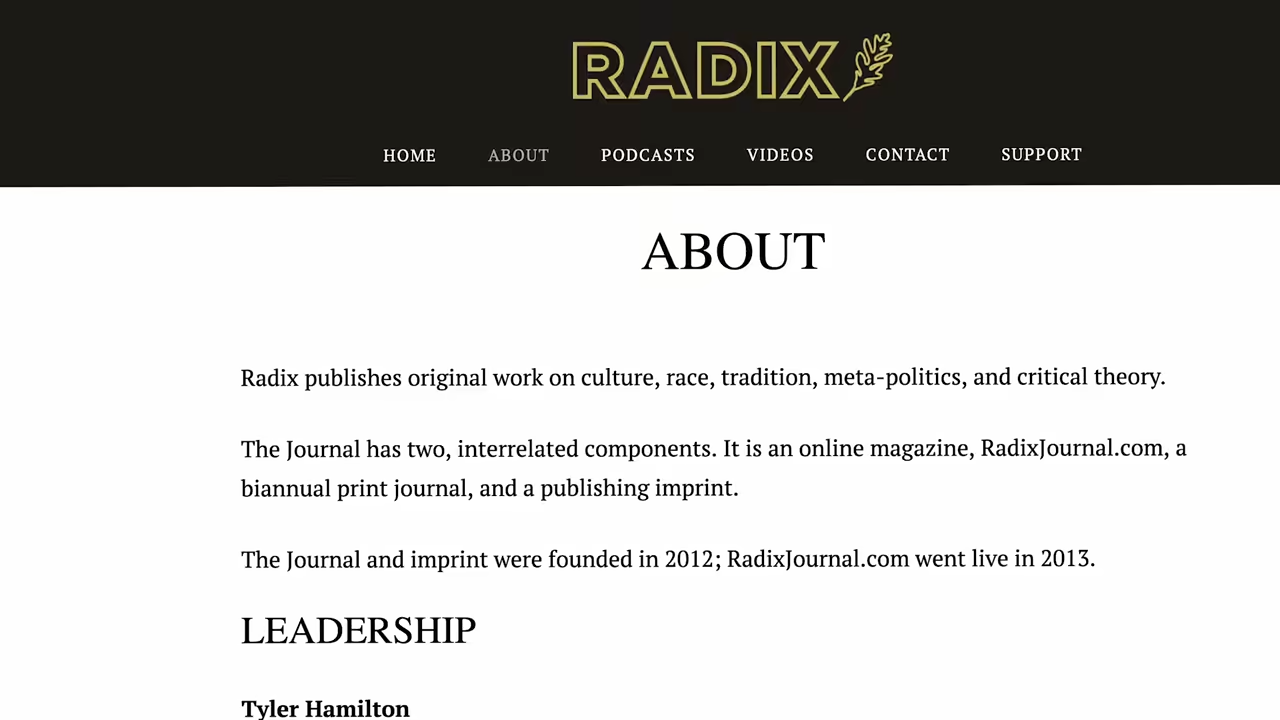 RADIX
HOME ABOUT PODCASTS VIDEOS CONTACT SUPPORT
ABOUT
Radix publishes original work on culture, race, tradition, meta-politics, and critical theory.
The Journal has two, interrelated components. It is an online magazine, RadixJournal.com, a
biannual print journal, and a publishing imprint.
The Journal and imprint were founded in 2012; RadixJournal.com went live in 2013.
LEADERSHIP
Tyler Hamilton